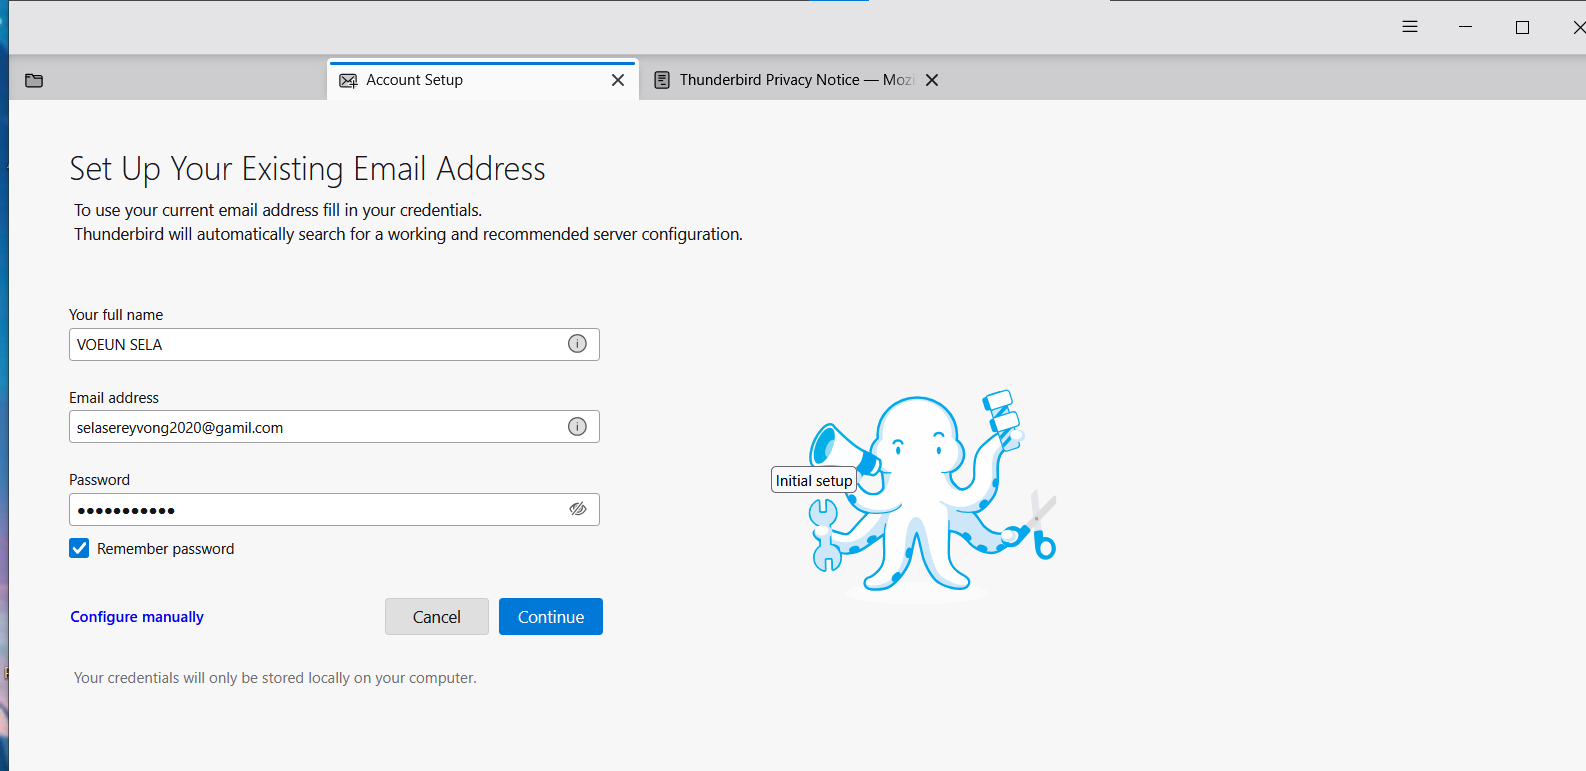 Account Setup
Thunderbird Privacy Notice — Mozi
Set Up Your Existing Email Address
To use your current email address fill in your credentials.
Thunderbird will automatically search for a working and recommended server configuration.
Your full name
VOEUN SELA
Email address
selasereyvong2020@gamil.com
Initial setup
Password
●●●●●●●●●●●
Remember password
Configure manually
Cancel
Continue
Your credentials will only be stored locally on your computer.